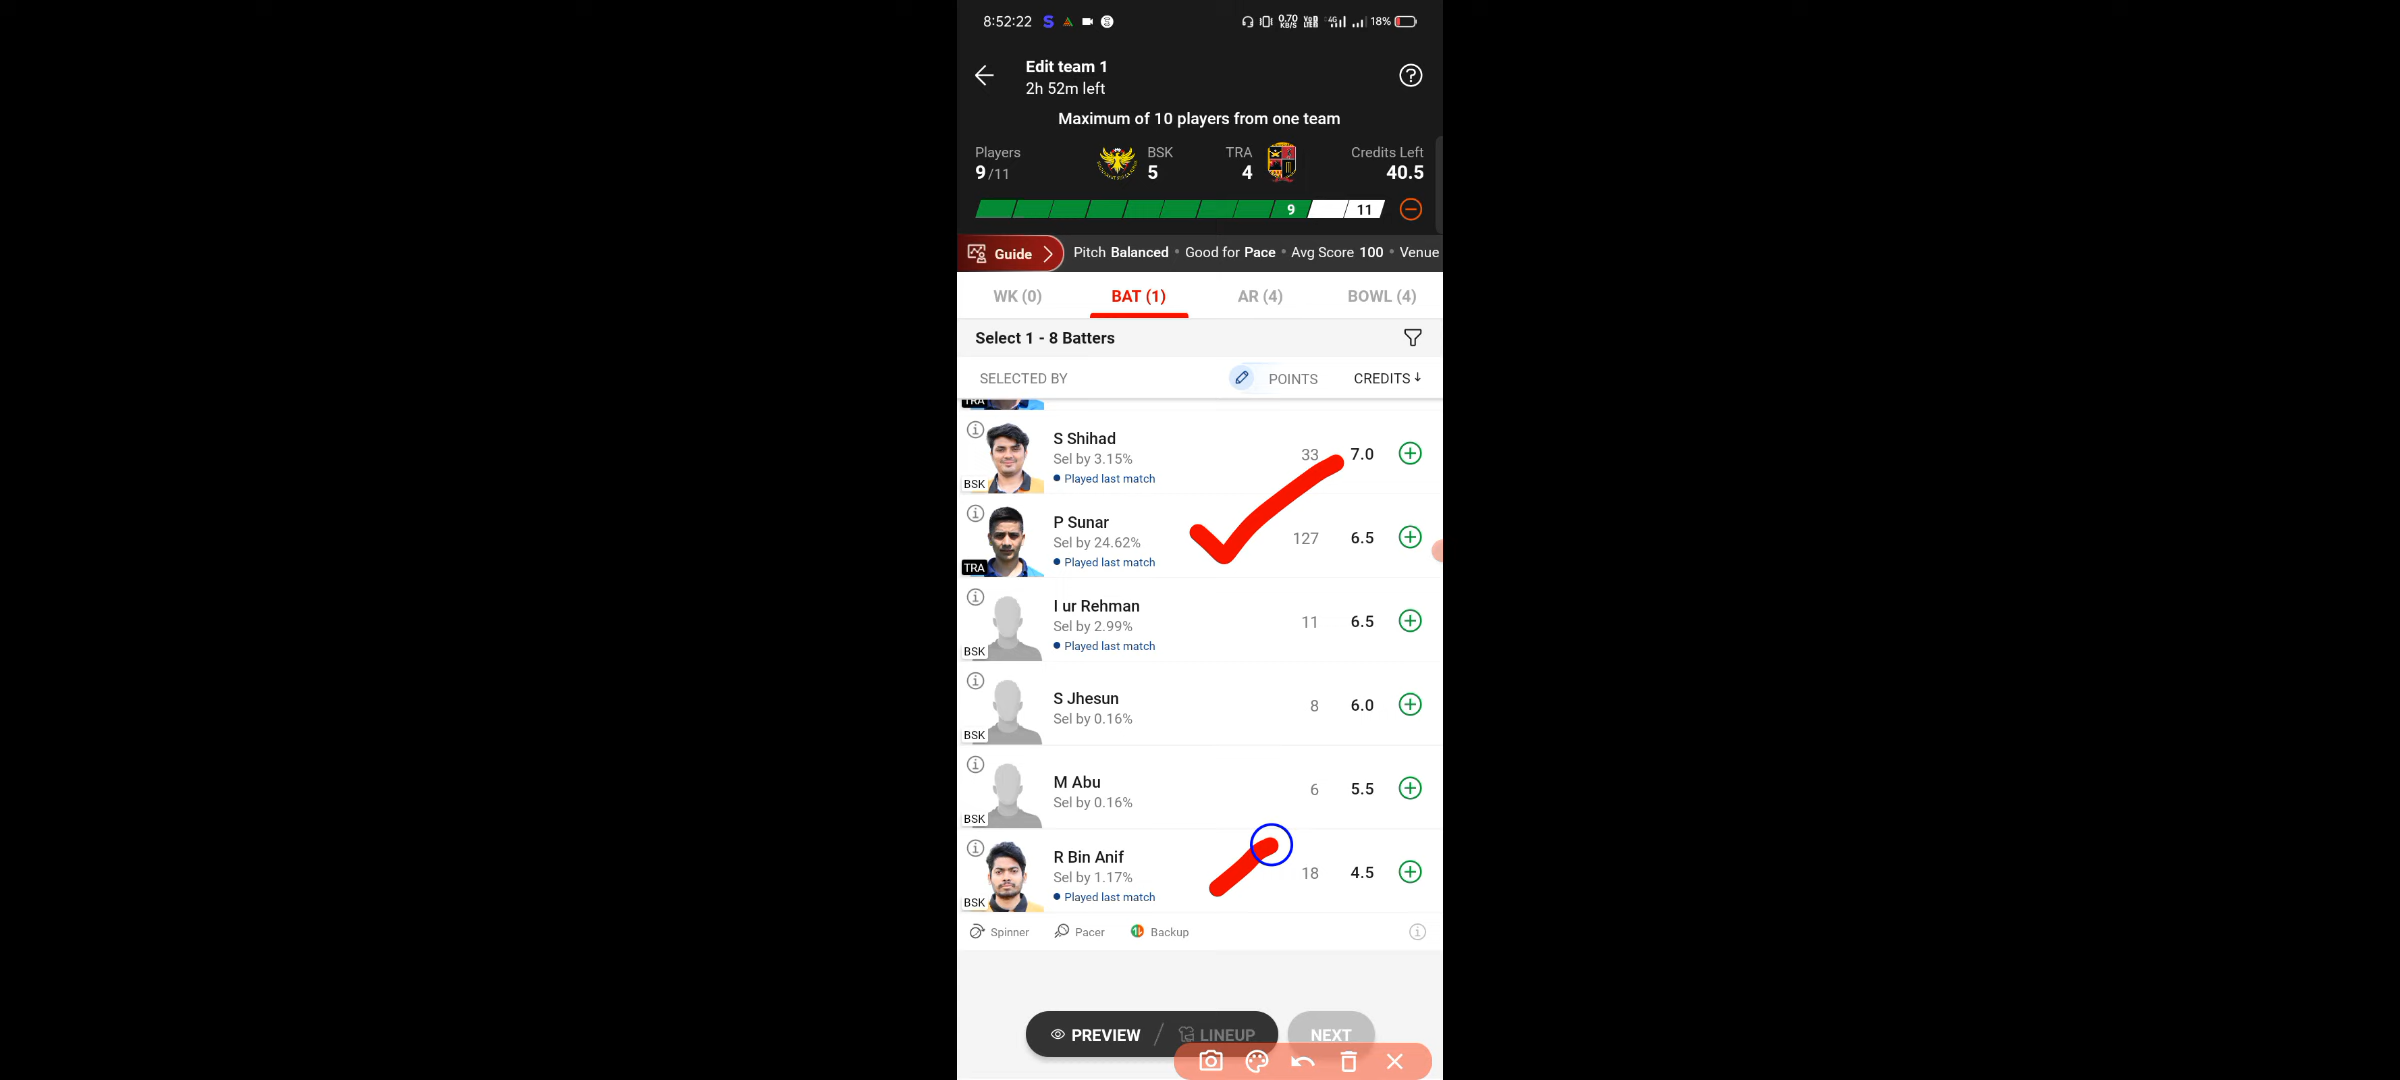 8:52:22 S 0.70 KB/S 4G 18%
Edit team 1
2h 52m left
Maximum of 10 players from one team
Players BSK TRA Credits Left
9/11 5 4 40.5
9 11
Guide Pitch Balanced • Good for Pace • Avg Score 100 • Venue
WK (0) BAT (1) AR (4) BOWL (4)
Select 1 - 8 Batters
SELECTED BY POINTS CREDITS↓
TRA
S Shihad
Sel by 3.15% 33 7.0
Played last match
BSK
P Sunar
Sel by 24.62% 127 6.5
Played last match
TRA
I ur Rehman
Sel by 2.99% 11 6.5
Played last match
BSK
S Jhesun
Sel by 0.16% 8 6.0
BSK
M Abu
Sel by 0.16% 6 5.5
BSK
R Bin Anif
Sel by 1.17% 18 4.5
Played last match
BSK
Spinner Pacer Backup
PREVIEW / LINEUP NEXT